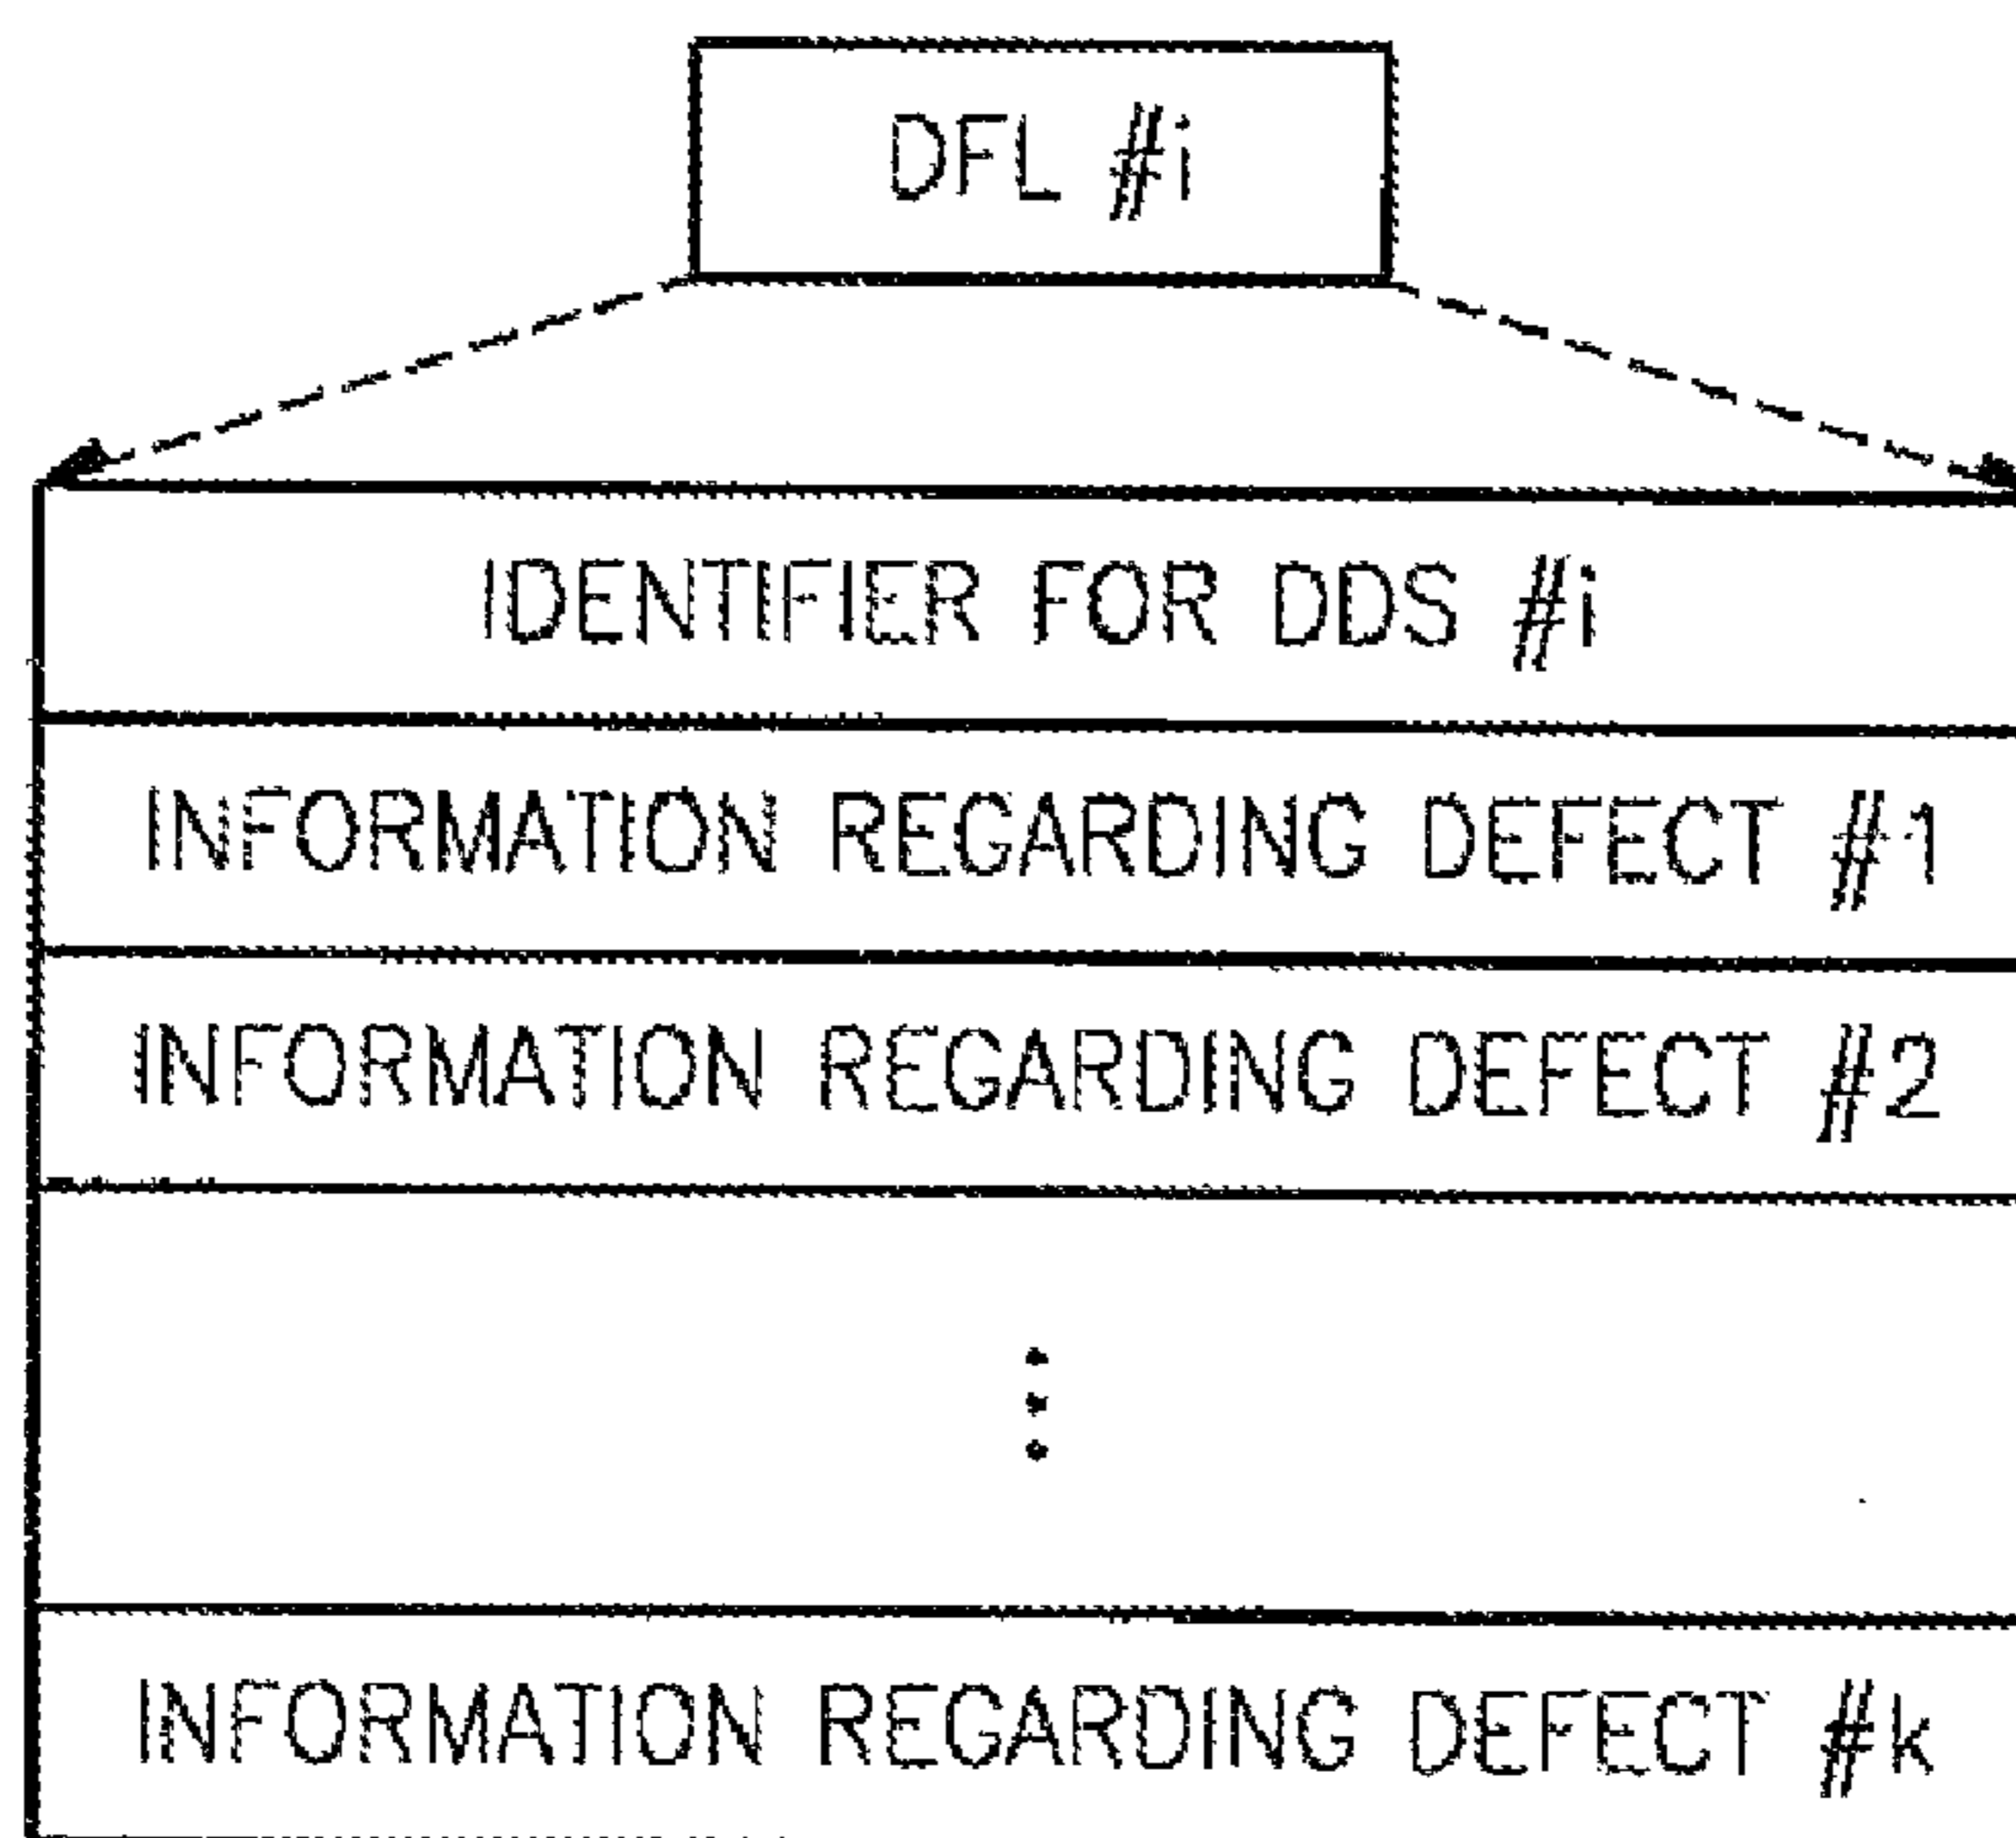 DFL #i
IDENTIFIER FOR DDS #i
INFORMATION REGARDING DEFECT #1
INFORMATION REGARDING DEFECT #2
INFORMATION REGARDING DEFECT #k